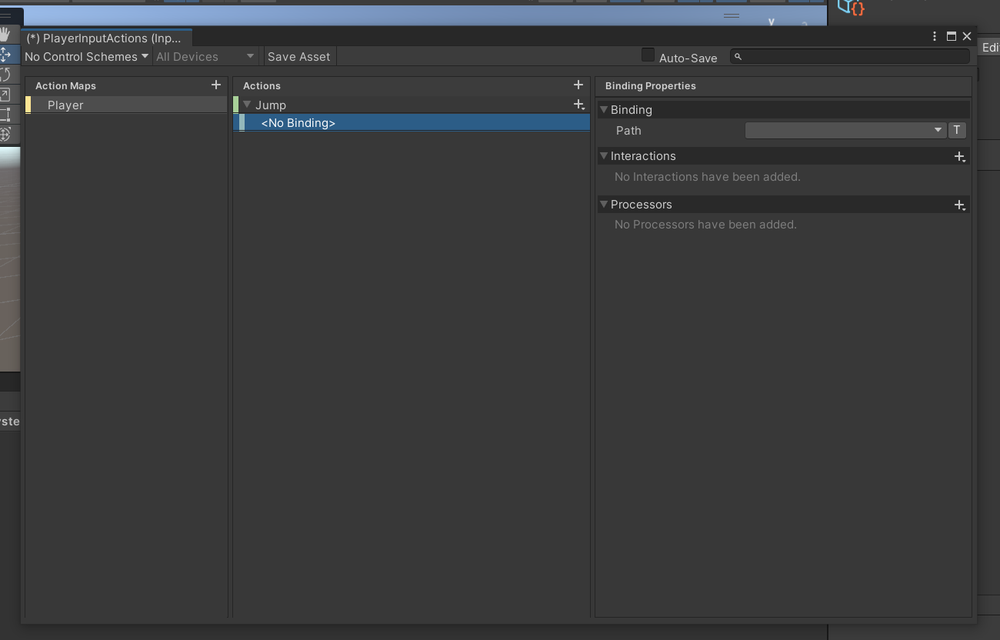 y
{}
(*) PlayerInputActions (Inp...
Edi
No Control Schemes
All Devices
Save Asset
Auto-Save
Action Maps
Actions
Binding Properties
Player
Jump
Binding
<No Binding>
Path
T
Interactions
No Interactions have been added.
Processors
No Processors have been added.
yste